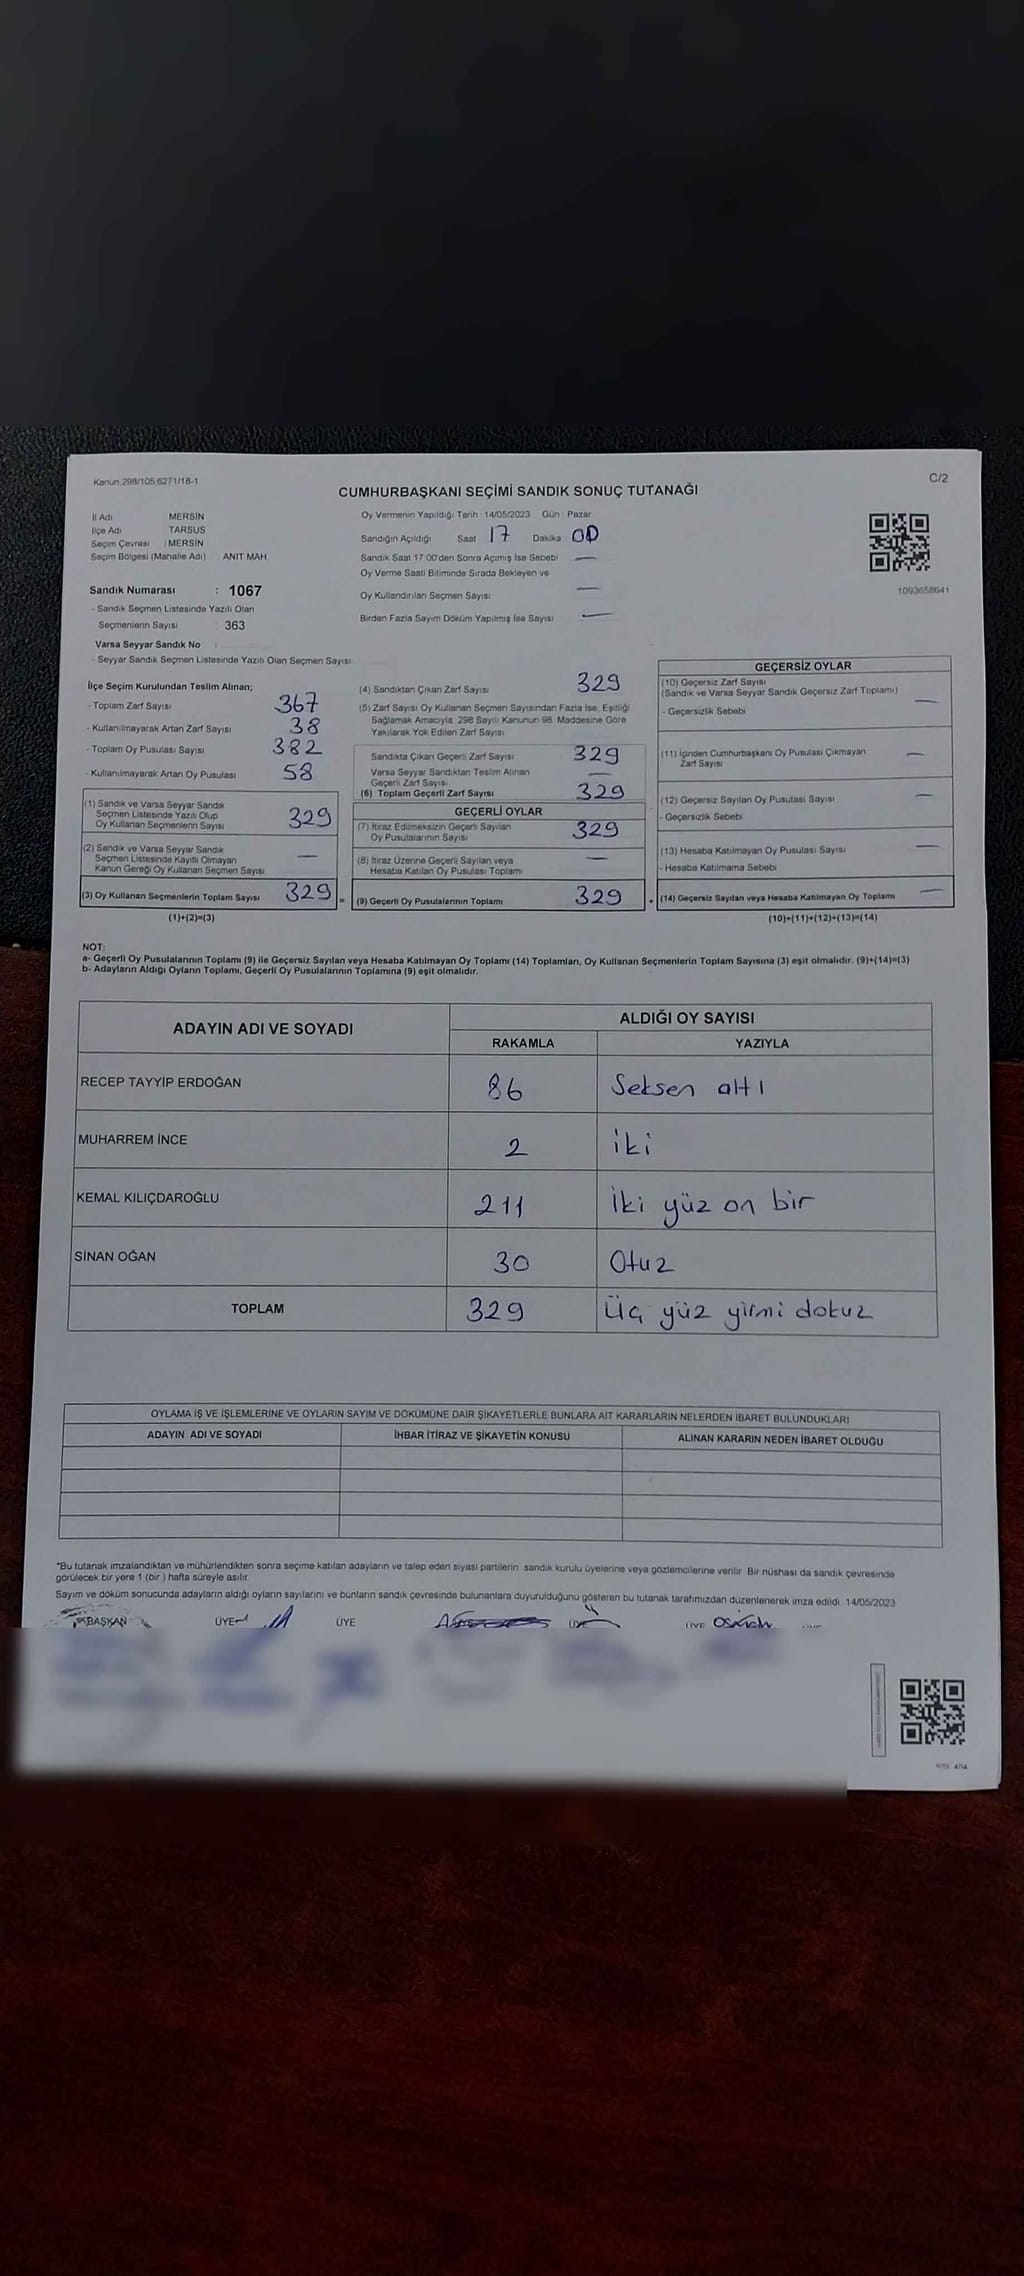 Kanun:298/105,6271/18-1
C/2
CUMHURBAŞKANI SEÇİMİ SANDIK SONUÇ TUTANAĞI
İl Adı MERSİN
İlçe Adı TARSUS
Seçim Çevresi : MERSİN
Seçim Bölgesi (Mahalle Adı) ANIT MAH
Oy Vermenin Yapıldığı Tarih 14/05/2023 Gün : Pazar
Sandığın Açıldığı Saat 17 Dakika 00
Sandık Saat 17:00'den Sonra Açımış İse Sebebi —
Oy Verme Saati Bitiminde Sırada Bekleyen ve
Oy Kullandırılan Seçmen Sayısı —
Birden Fazla Sayım Döküm Yapılmış İse Sayısı —
1093658641
Sandık Numarası : 1067
- Sandık Seçmen Listesinde Yazılı Olan
Seçmenlerin Sayısı : 363
Varsa Seyyar Sandık No :
- Seyyar Sandık Seçmen Listesinde Yazılı Olan Seçmen Sayısı:
İlçe Seçim Kurulundan Teslim Alınan;
- Toplam Zarf Sayısı 367
- Kullanılmayarak Artan Zarf Sayısı 38
- Toplam Oy Pusulası Sayısı 382
- Kullanılmayarak Artan Oy Pusulası 58
(1) Sandık ve Varsa Seyyar Sandık
Seçmen Listesinde Yazılı Olup
Oy Kullanan Seçmenlerin Sayısı 329
(2) Sandık ve Varsa Seyyar Sandık
Seçmen Listesinde Kayıtlı Olmayan
Kanun Gereği Oy Kullanan Seçmen Sayısı —
(3) Oy Kullanan Seçmenlerin Toplam Sayısı 329
(1)+(2)=(3)
(4) Sandıktan Çıkan Zarf Sayısı 329
(5) Zarf Sayısı Oy Kullanan Seçmen Sayısından Fazla İse, Eşitliği
Sağlamak Amacıyla, 298 Sayılı Kanunun 98. Maddesine Göre
Yakılarak Yok Edilen Zarf Sayısı
Sandıkta Çıkan Geçerli Zarf Sayısı 329
Varsa Seyyar Sandıktan Teslim Alınan
Geçerli Zarf Sayısı —
(6) Toplam Geçerli Zarf Sayısı 329
GEÇERLİ OYLAR
(7) İtiraz Edilmeksizin Geçerli Sayılan
Oy Pusulalarının Sayısı 329
(8) İtiraz Üzerine Geçerli Sayılan veya
Hesaba Katılan Oy Pusulası Toplamı —
= (9) Geçerli Oy Pusulalarının Toplamı 329 +
GEÇERSİZ OYLAR
(10) Geçersiz Zarf Sayısı
(Sandık ve Varsa Seyyar Sandık Geçersiz Zarf Toplamı) —
- Geçersizlik Sebebi
(11) İçinden Cumhurbaşkanı Oy Pusulası Çıkmayan
Zarf Sayısı —
(12) Geçersiz Sayılan Oy Pusulası Sayısı —
- Geçersizlik Sebebi
(13) Hesaba Katılmayan Oy Pusulası Sayısı —
- Hesaba Katılmama Sebebi
(14) Geçersiz Sayılan veya Hesaba Katılmayan Oy Toplamı —
(10)+(11)+(12)+(13)=(14)
NOT:
a- Geçerli Oy Pusulalarının Toplamı (9) ile Geçersiz Sayılan veya Hesaba Katılmayan Oy Toplamı (14) Toplamları, Oy Kullanan Seçmenlerin Toplam Sayısına (3) eşit olmalıdır. (9)+(14)=(3)
b- Adayların Aldığı Oyların Toplamı, Geçerli Oy Pusulalarının Toplamına (9) eşit olmalıdır.
ADAYIN ADI VE SOYADI
ALDIĞI OY SAYISI
RAKAMLA YAZIYLA
RECEP TAYYİP ERDOĞAN 86 Seksen altı
MUHARREM İNCE 2 iki
KEMAL KILIÇDAROĞLU 211 İki yüz on bir
SİNAN OĞAN 30 Otuz
TOPLAM 329 Üç yüz yirmi dokuz
OYLAMA İŞ VE İŞLEMLERİNE VE OYLARIN SAYIM VE DÖKÜMÜNE DAİR ŞİKAYETLERLE BUNLARA AİT KARARLARIN NELERDEN İBARET BULUNDUKLARI
ADAYIN ADI VE SOYADI İHBAR İTİRAZ VE ŞİKAYETİN KONUSU ALINAN KARARIN NEDEN İBARET OLDUĞU
*Bu tutanak imzalandıktan ve mühürlendikten sonra seçime katılan adayların ve talep eden siyasi partilerin sandık kurulu üyelerine veya gözlemcilerine verilir. Bir nüshası da sandık çevresinde
görülecek bir yere 1 (bir ) hafta süreyle asılır.
Sayım ve döküm sonucunda adayların aldığı oyların sayılarını ve bunların sandık çevresinde bulunanlara duyurulduğunu gösteren bu tutanak tarafımızdan düzenlenerek imza edildi. 14/05/2023
BAŞKAN ÜYE ÜYE ÜYE ÜYE